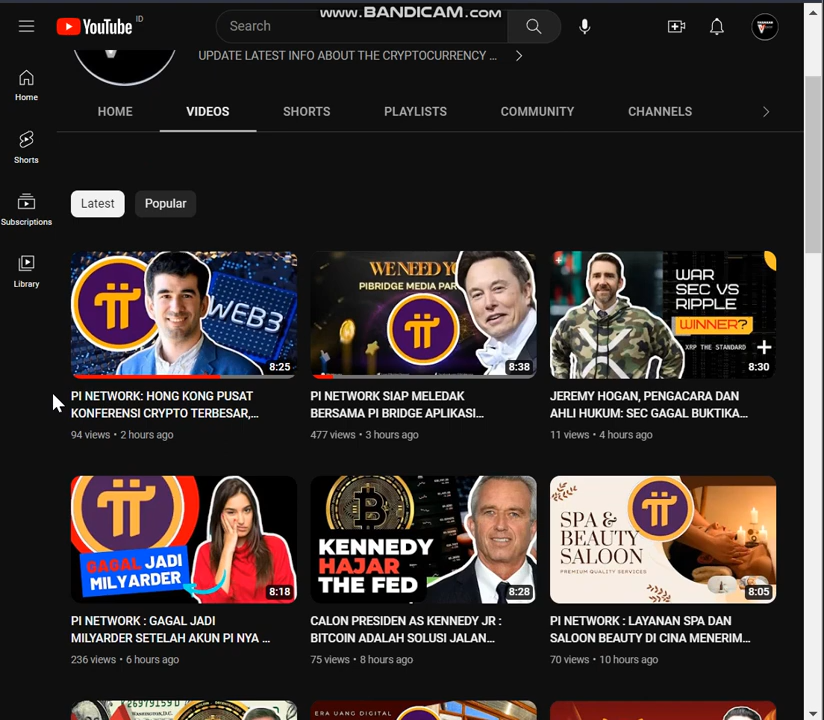 www.BANDICAM.com
YouTube ID
Search
UPDATE LATEST INFO ABOUT THE CRYPTOCURRENCY ...
Home
Shorts
Subscriptions
Library
HOME
VIDEOS
SHORTS
PLAYLISTS
COMMUNITY
CHANNELS
Latest
Popular
WEB3
8:25
PI NETWORK: HONG KONG PUSAT
KONFERENSI CRYPTO TERBESAR,...
94 views • 2 hours ago
WE NEED Y
PIBRIDGE MEDIA PAR
8:38
PI NETWORK SIAP MELEDAK
BERSAMA PI BRIDGE APLIKASI...
477 views • 3 hours ago
WAR
SEC VS
RIPPLE
WINNER?
XRP THE STANDARD
8:30
JEREMY HOGAN, PENGACARA DAN
AHLI HUKUM: SEC GAGAL BUKTIKA...
11 views • 4 hours ago
GAGAL JADI
MILYARDER
8:18
PI NETWORK : GAGAL JADI
MILYARDER SETELAH AKUN PI NYA ...
236 views • 6 hours ago
KENNEDY
HAJAR
THE FED
8:28
CALON PRESIDEN AS KENNEDY JR :
BITCOIN ADALAH SOLUSI JALAN...
75 views • 8 hours ago
SPA &
BEAUTY
SALOON
PREMIUM QUALITY SERVICES
8:05
PI NETWORK : LAYANAN SPA DAN
SALOON BEAUTY DI CINA MENERIM...
70 views • 10 hours ago
WASHINGTON, D.C.
26979159 D
ERA UANG DIGITAL